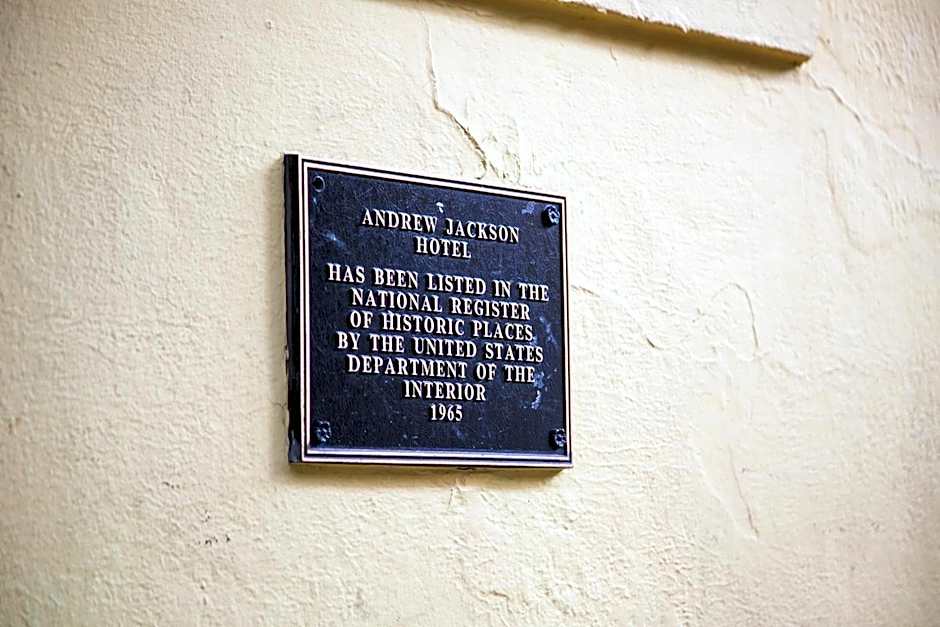 ANDREW JACKSON
HOTEL
HAS BEEN LISTED IN THE
NATIONAL REGISTER
OF HISTORIC PLACES
BY THE UNITED STATES
DEPARTMENT OF THE
INTERIOR
1965